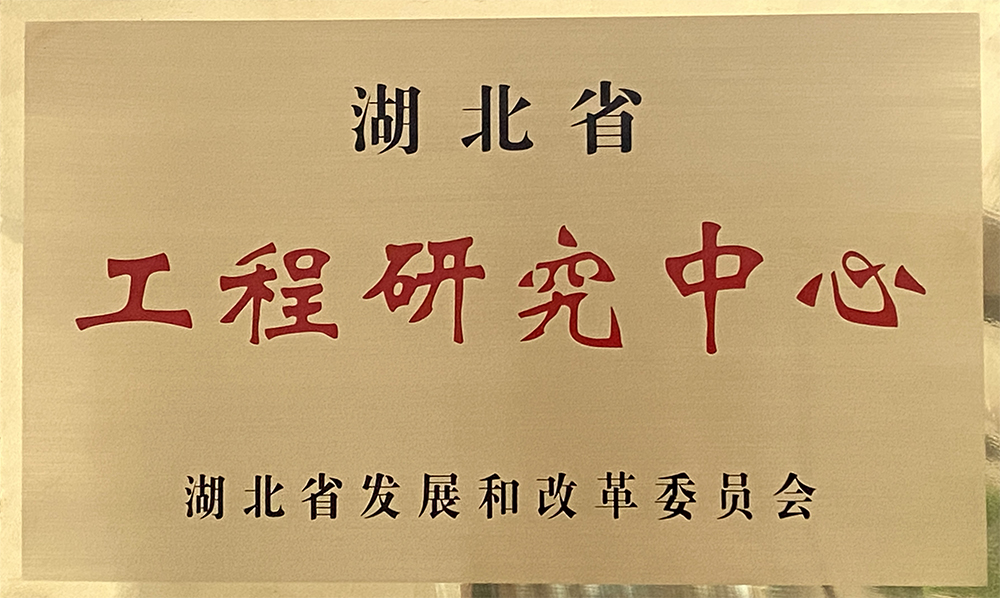 湖北省
工程研究中心
湖北省发展和改革委员会